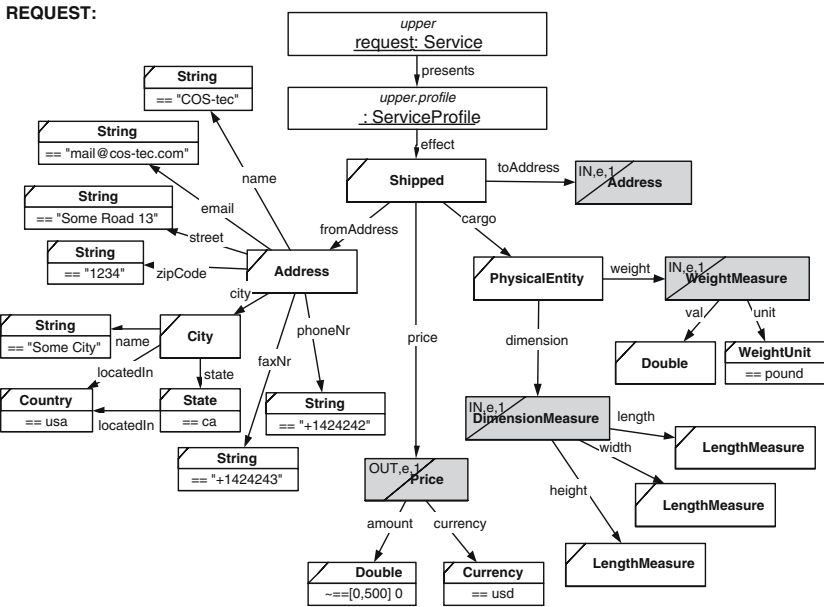 REQUEST:
upper
request: Service
presents
upper.profile
: ServiceProfile
effect
String
== "COS-tec"
String
== "mail@cos-tec.com"
name
Shipped
toAddress
IN,e,1
Address
String
== "Some Road 13"
email
street
fromAddress
cargo
String
== "1234"
zipCode
Address
PhysicalEntity
weight
IN,e,1
WeightMeasure
city
val
unit
String
== "Some City"
name
City
phoneNr
faxNr
price
dimension
Double
WeightUnit
== pound
locatedIn
state
Country
== usa
locatedIn
State
== ca
String
== "+1424242"
IN,e,1
DimensionMeasure
length
LengthMeasure
width
String
== "+1424243"
OUT,e,1
Price
height
LengthMeasure
amount
currency
LengthMeasure
Double
~==[0,500] 0
Currency
== usd